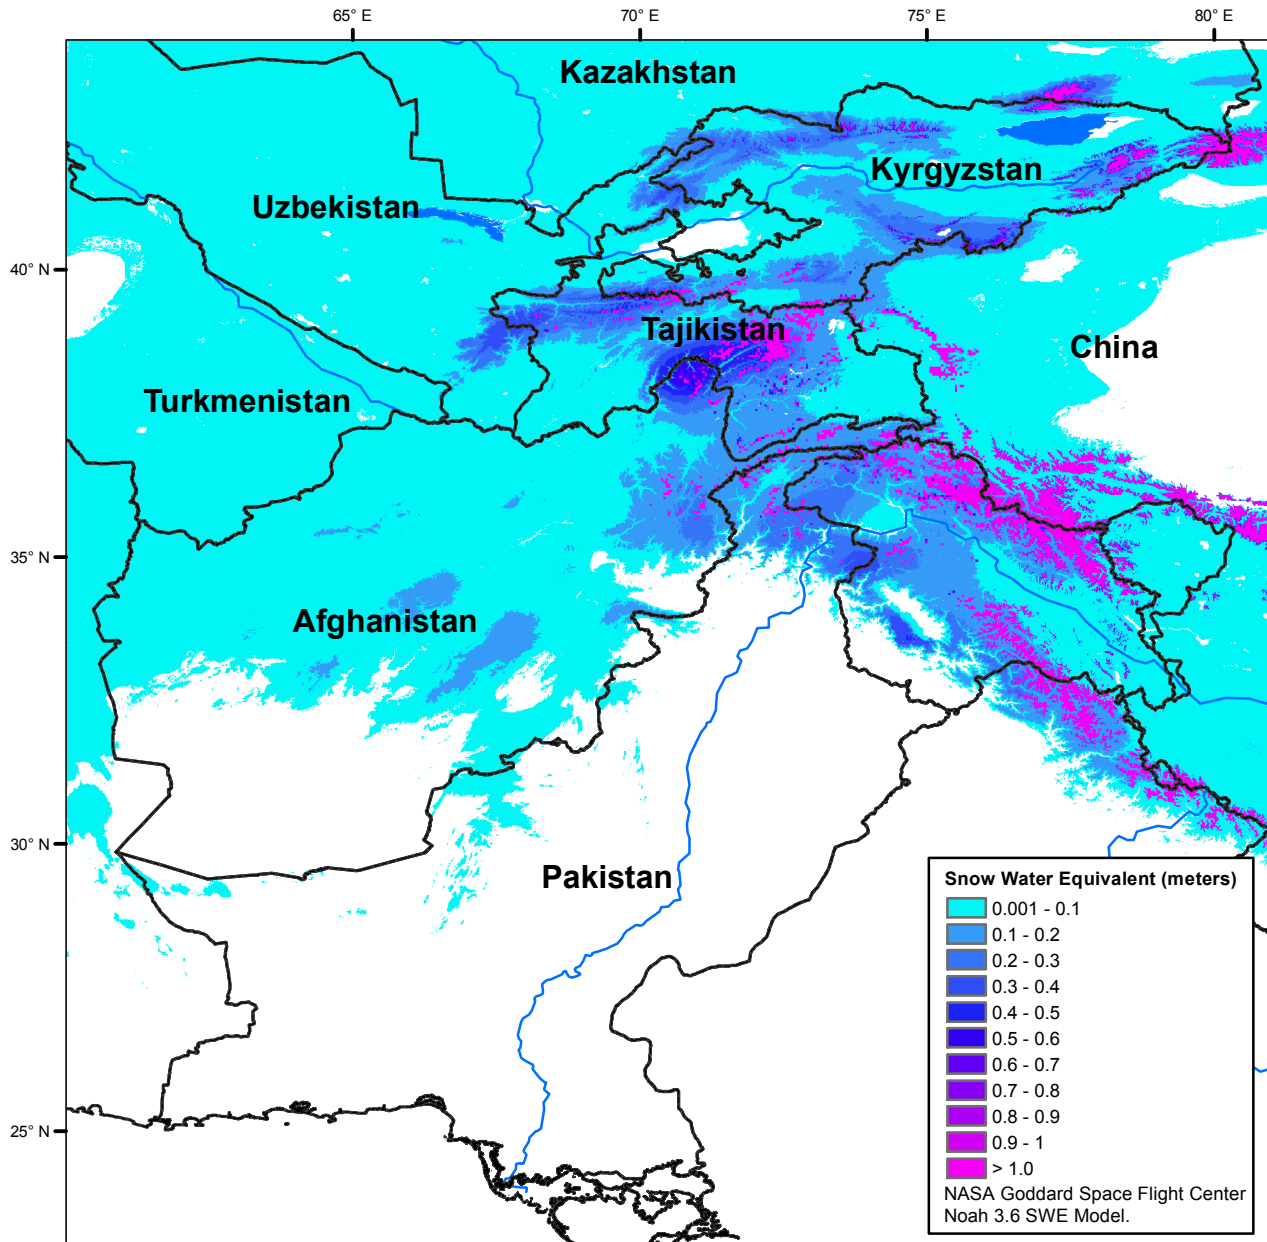 65° E
70° E
75° E
80° E
Kazakhstan
Kyrgyzstan
Uzbekistan
40° N
Tajikistan
China
Turkmenistan
35° N
Afghanistan
30° N
Pakistan
25° N
Snow Water Equivalent (meters)
0.001 - 0.1
0.1 - 0.2
0.2 - 0.3
0.3 - 0.4
0.4 - 0.5
0.5 - 0.6
0.6 - 0.7
0.7 - 0.8
0.8 - 0.9
0.9 - 1
> 1.0
NASA Goddard Space Flight Center
Noah 3.6 SWE Model.